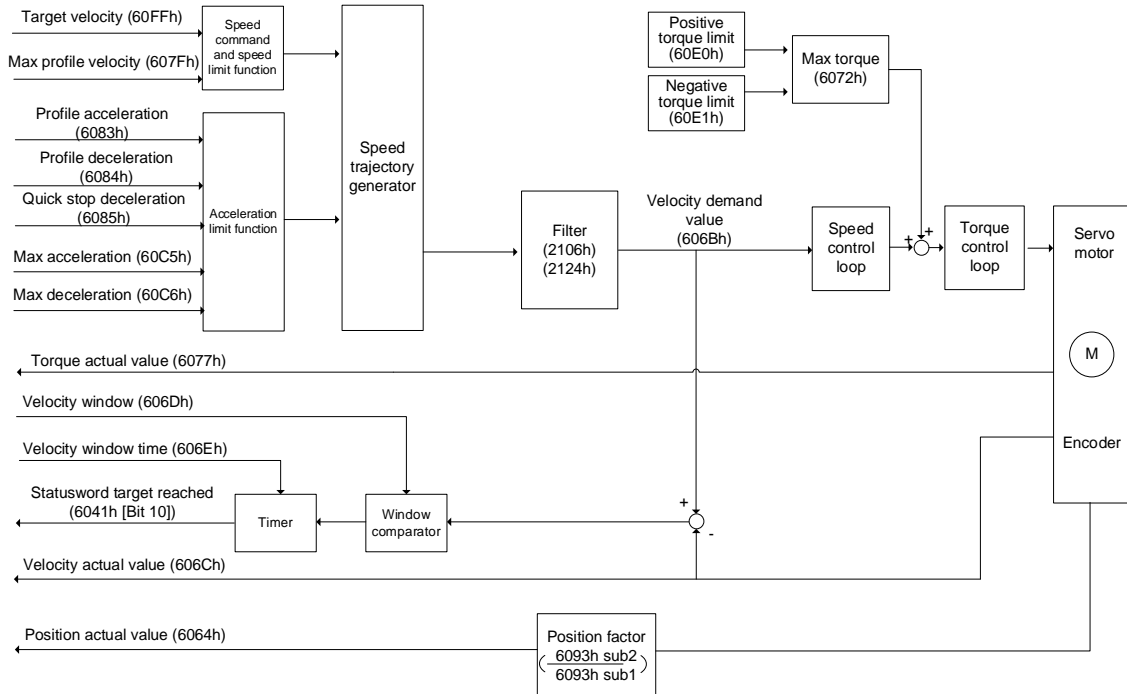 Target velocity (60FFh)
Max profile velocity (607Fh)
Speed
command
and speed
limit function
Profile acceleration
(6083h)
Profile deceleration
(6084h)
Quick stop deceleration
(6085h)
Max acceleration (60C5h)
Max deceleration (60C6h)
Acceleration
limit function
Speed
trajectory
generator
Filter
(2106h)
(2124h)
Velocity demand
value
(606Bh)
Positive
torque limit
(60E0h)
Negative
torque limit
(60E1h)
Max torque
(6072h)
Speed
control
loop
+
+
Torque
control
loop
Servo
motor
M
Encoder
Torque actual value (6077h)
Velocity window (606Dh)
Velocity window time (606Eh)
Statusword target reached
(6041h [Bit 10])
Timer
Window
comparator
+
-
Velocity actual value (606Ch)
Position actual value (6064h)
Position factor
(6093h sub2
6093h sub1)